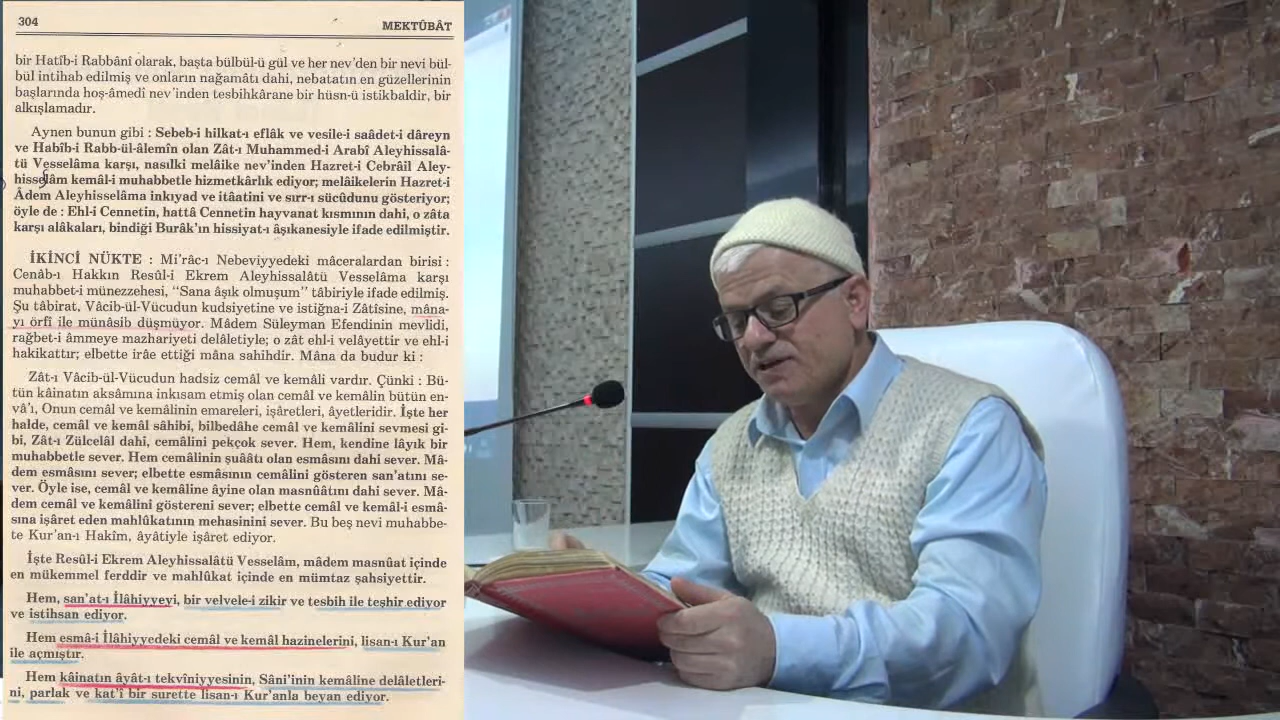 304
MEKTÛBÂT
bir Hatîb-i Rabbânî olarak, başta bülbül-ü gül ve her nev'den bir nevi bül-
bül intihab edilmiş ve onların nağamâtı dahi, nebatatın en güzellerinin
başlarında hoş-âmedî nev'inden tesbihkârane bir hüsn-ü istikbaldir, bir
alkışlamadır.
Aynen bunun gibi : Sebeb-i hilkat-ı eflâk ve vesile-i saâdet-i dâreyn
ve Habîb-i Rabb-ül-âlemîn olan Zât-ı Muhammed-i Arabî Aleyhissalâ-
tü Vesselâma karşı, nasılki melâike nev'inden Hazret-i Cebrâil Aley-
hisselâm kemâl-i muhabbetle hizmetkârlık ediyor; melâikelerin Hazret-i
Âdem Aleyhisselâma inkıyad ve itâatini ve sırr-ı sücûdunu gösteriyor;
öyle de : Ehl-i Cennetin, hattâ Cennetin hayvanat kısmının dahi, o zâta
karşı alâkaları, bindiği Burâk'ın hissiyat-ı âşıkanesiyle ifade edilmiştir.
İKİNCİ NÜKTE : Mi'râc-ı Nebeviyyedeki mâceralardan birisi :
Cenâb-ı Hakkın Resûl-i Ekrem Aleyhissalâtü Vesselâma karşı
muhabbet-i münezzehesi, "Sana âşık olmuşum" tâbiriyle ifade edilmiş.
Şu tâbirat, Vâcib-ül-Vücudun kudsiyetine ve istiğna-i Zâtîsine, mâna-
yı örfî ile münâsib düşmüyor. Mâdem Süleyman Efendinin mevlidi,
rağbet-i âmmeye mazhariyeti delâletiyle; o zât ehl-i velâyettir ve ehl-i
hakikattır; elbette irâe ettiği mâna sahihdir. Mâna da budur ki :
Zât-ı Vâcib-ül-Vücudun hadsiz cemâl ve kemâli vardır. Çünki : Bü-
tün kâinatın aksâmına inkısam etmiş olan cemâl ve kemâlin bütün en-
vâ'ı, Onun cemâl ve kemâlinin emareleri, işâretleri, âyetleridir. İşte her
halde, cemâl ve kemâl sâhibi, bilbedâhe cemâl ve kemâlini sevmesi gi-
bi, Zât-ı Zülcelâl dahi, cemâlini pekçok sever. Hem, kendine lâyık bir
muhabbetle sever. Hem cemâlinin şuââtı olan esmâsını dahi sever. Mâ-
dem esmâsını sever; elbette esmâsının cemâlini gösteren san'atını se-
ver. Öyle ise, cemâl ve kemâline âyine olan masnûâtını dahi sever. Mâ-
dem cemâl ve kemâlini göstereni sever; elbette cemâl ve kemâl-i esmâ-
sına işâret eden mahlûkatının mehasinini sever. Bu beş nevi muhabbe-
te Kur'an-ı Hakîm, âyâtiyle işâret ediyor.
İşte Resûl-i Ekrem Aleyhissalâtü Vesselâm, mâdem masnûat içinde
en mükemmel ferddir ve mahlûkat içinde en mümtaz şahsiyettir.
Hem, san'at-ı İlâhiyyeyi, bir velvele-i zikir ve tesbih ile teşhir ediyor
ve istihsan ediyor.
Hem esmâ-i İlâhiyyedeki cemâl ve kemâl hazinelerini, lisan-ı Kur'an
ile açmıştır.
Hem kâinatın âyât-ı tekvîniyyesinin, Sâni'inin kemâline delâletleri-
ni, parlak ve kat'î bir surette lisan-ı Kur'anla beyan ediyor.